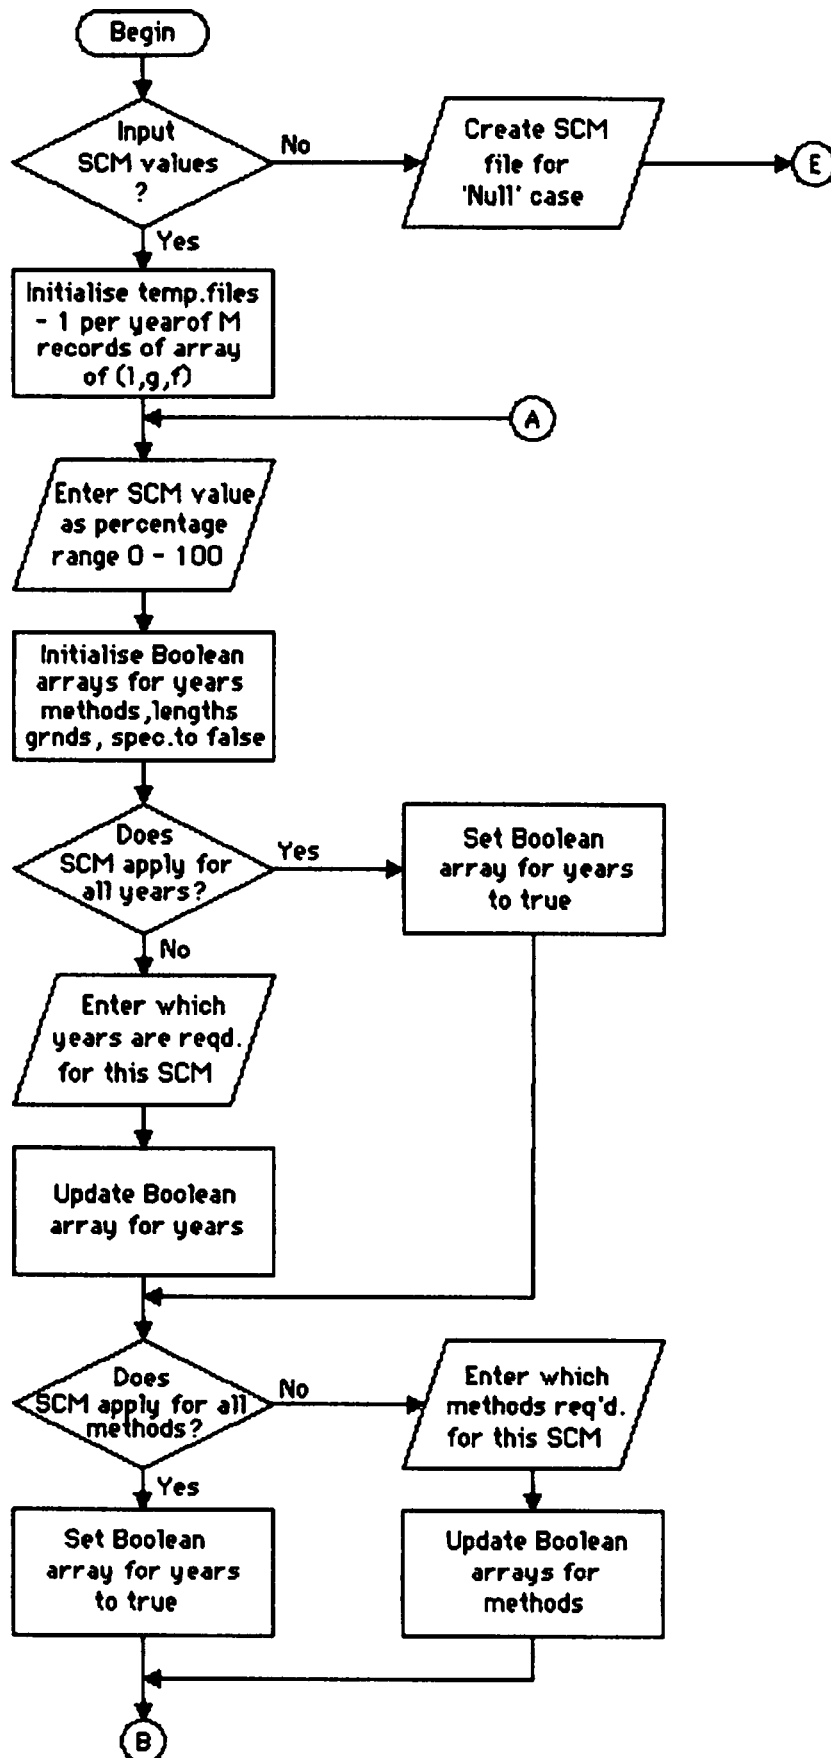 Begin
Input
SCM values
?
No
Create SCM
file for
'Null' case
E
Yes
Initialise temp.files
- 1 per yearof M
records of array
of (l,g,f)
A
Enter SCM value
as percentage
range 0 - 100
Initialise Boolean
arrays for years
methods,lengths
grnds, spec.to false
Does
SCM apply for
all years?
Yes
Set Boolean
array for years
to true
No
Enter which
years are reqd.
for this SCM
Update Boolean
array for years
Does
SCM apply for all
methods?
No
Enter which
methods req'd.
for this SCM
Yes
Set Boolean
array for years
to true
Update Boolean
arrays for
methods
B